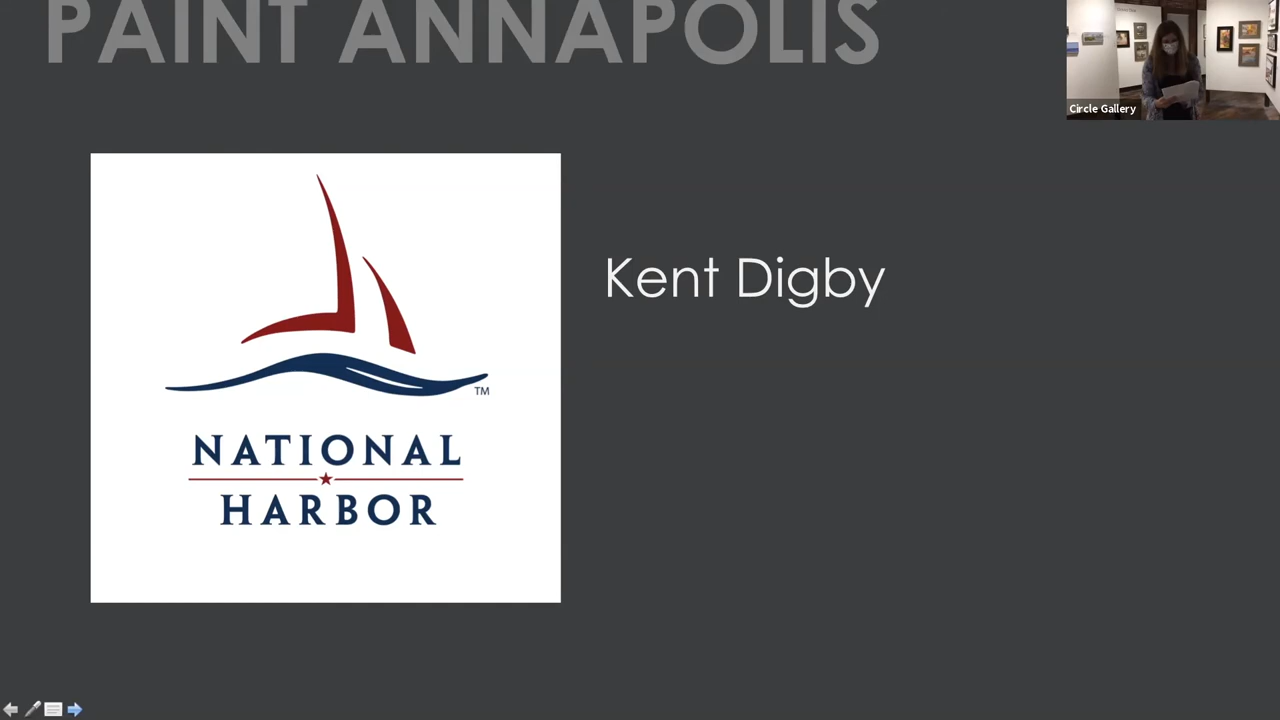 PAINT ANNAPOLIS
Circle Gallery
Kent Digby
TM
NATIONAL
HARBOR